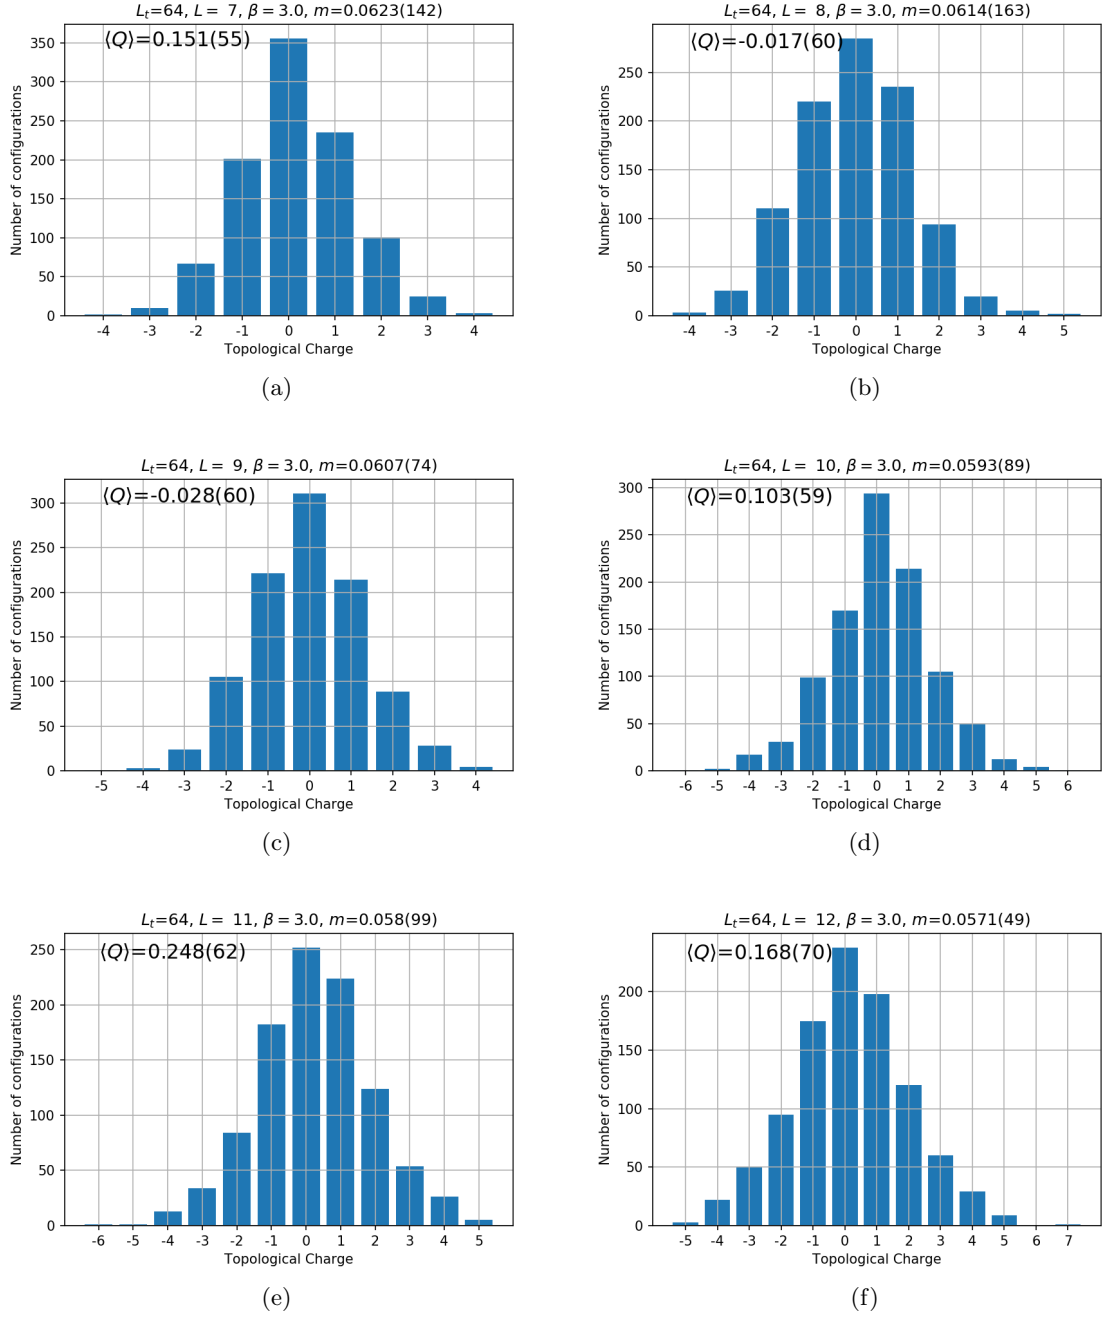 L_t=64, L = 7, β = 3.0, m=0.0623(142)
⟨Q⟩=0.151(55)
Number of configurations
350
300
250
200
150
100
50
0
-4 -3 -2 -1 0 1 2 3 4
Topological Charge
(a)
L_t=64, L = 8, β = 3.0, m=0.0614(163)
⟨Q⟩=-0.017(60)
Number of configurations
250
200
150
100
50
0
-4 -3 -2 -1 0 1 2 3 4 5
Topological Charge
(b)
L_t=64, L = 9, β = 3.0, m=0.0607(74)
⟨Q⟩=-0.028(60)
Number of configurations
300
250
200
150
100
50
0
-5 -4 -3 -2 -1 0 1 2 3 4
Topological Charge
(c)
L_t=64, L = 10, β = 3.0, m=0.0593(89)
⟨Q⟩=0.103(59)
Number of configurations
300
250
200
150
100
50
0
-6 -5 -4 -3 -2 -1 0 1 2 3 4 5 6
Topological Charge
(d)
L_t=64, L = 11, β = 3.0, m=0.058(99)
⟨Q⟩=0.248(62)
Number of configurations
250
200
150
100
50
0
-6 -5 -4 -3 -2 -1 0 1 2 3 4 5
Topological Charge
(e)
L_t=64, L = 12, β = 3.0, m=0.0571(49)
⟨Q⟩=0.168(70)
Number of configurations
200
150
100
50
0
-5 -4 -3 -2 -1 0 1 2 3 4 5 6 7
Topological Charge
(f)